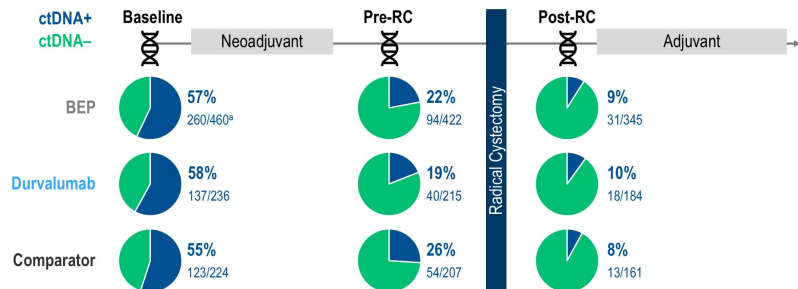 ctDNA+
ctDNA–
Baseline
Pre-RC
Post-RC
Neoadjuvant
Adjuvant
Radical Cystectomy
BEP
57%
260/460ª
22%
94/422
9%
31/345
Durvalumab
58%
137/236
19%
40/215
10%
18/184
Comparator
55%
123/224
26%
54/207
8%
13/161